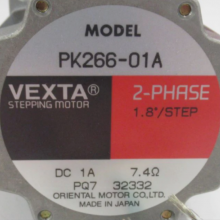 MODEL
PK266-01A
VEXTA® 2-PHASE
STEPPING MOTOR 1.8°/STEP
DC 1A 7.4Ω
PQ7 32332
ORIENTAL MOTOR CO.,LTD.
MADE IN JAPAN